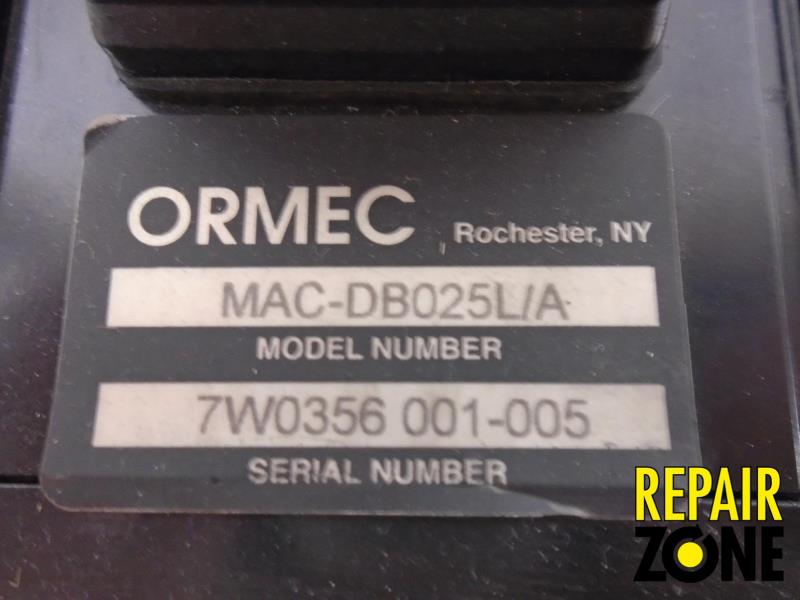 ORMEC Rochester, NY
MAC-DB025L/A
MODEL NUMBER
7W0356 001-005
SERIAL NUMBER
REPAIR
ZONE